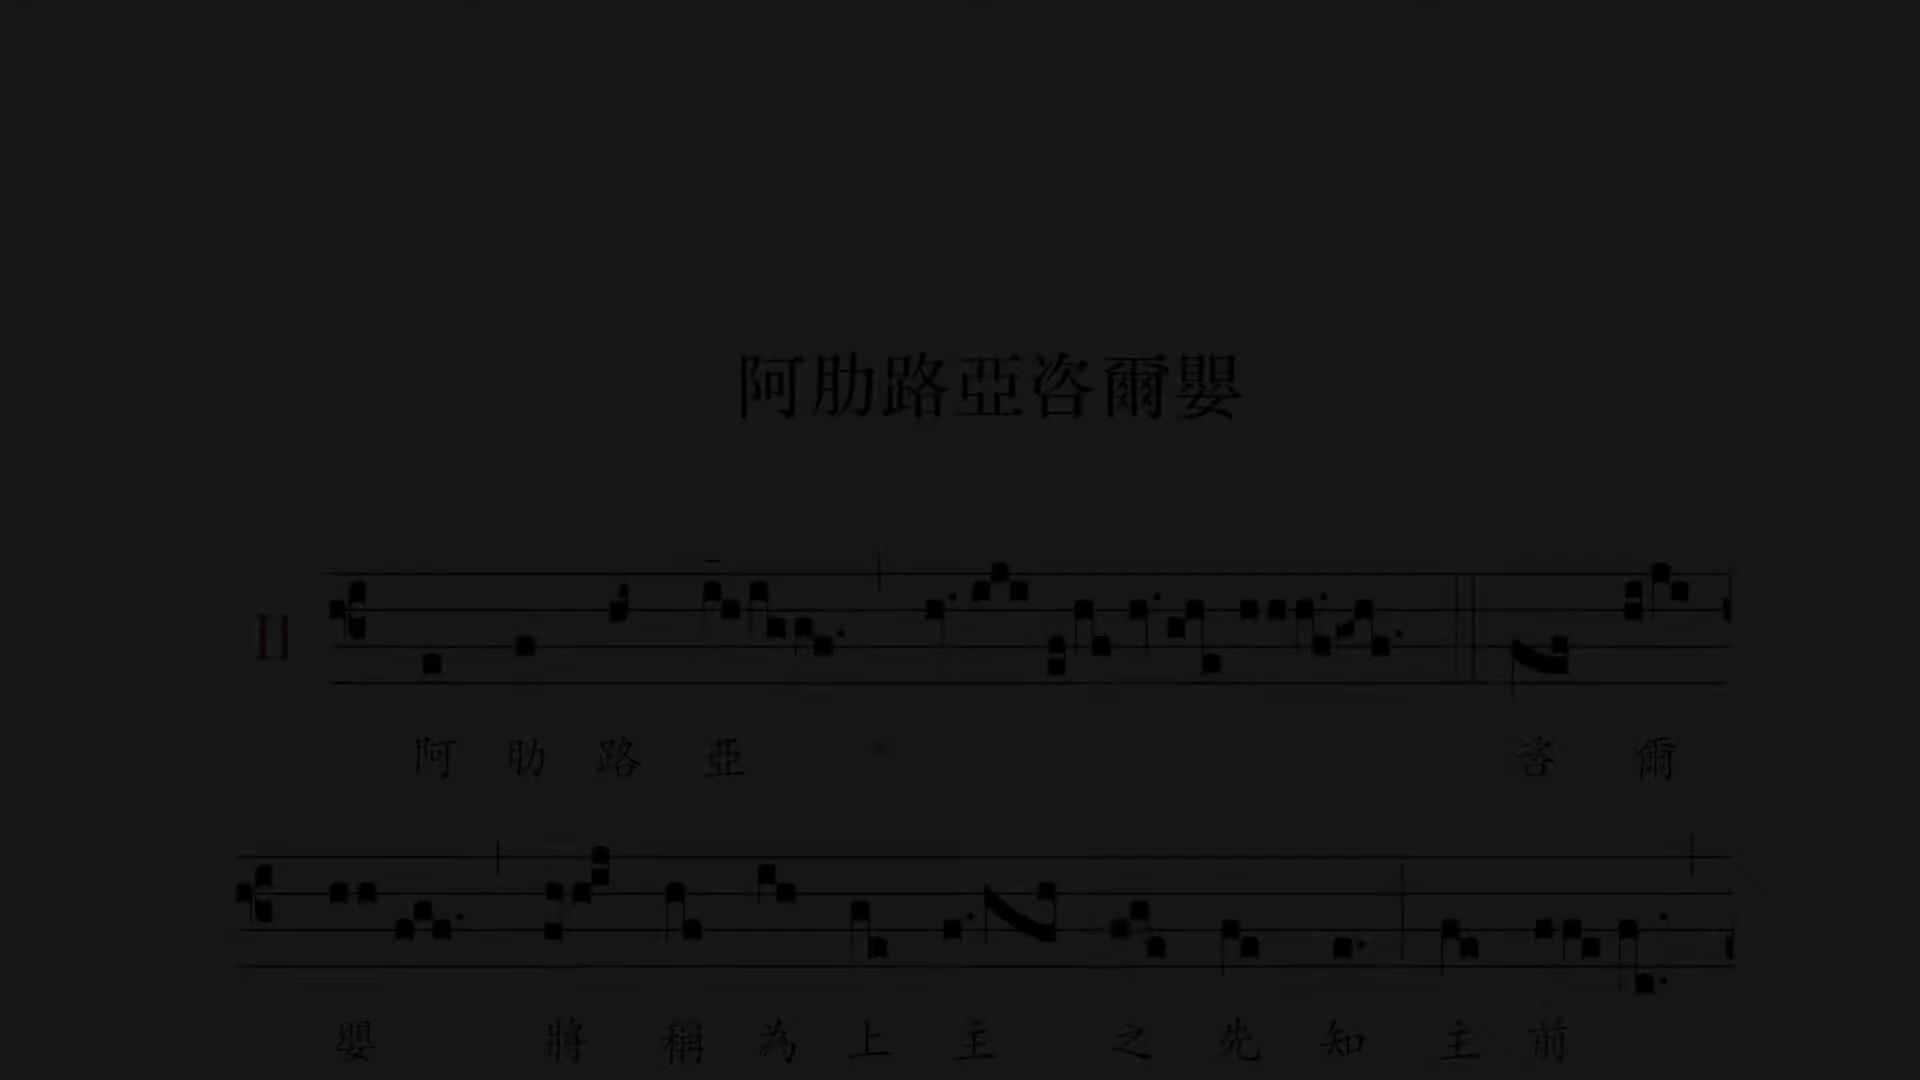 阿肋路亞咨爾嬰
II
阿 肋 路 亞 * 咨 爾
嬰 將 稱 為 上 主 之 先 知 主 前